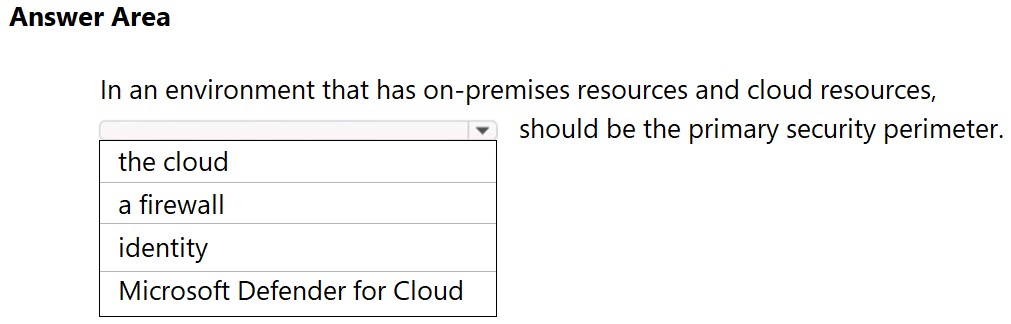 Answer Area
In an environment that has on-premises resources and cloud resources,
should be the primary security perimeter.
the cloud
a firewall
identity
Microsoft Defender for Cloud